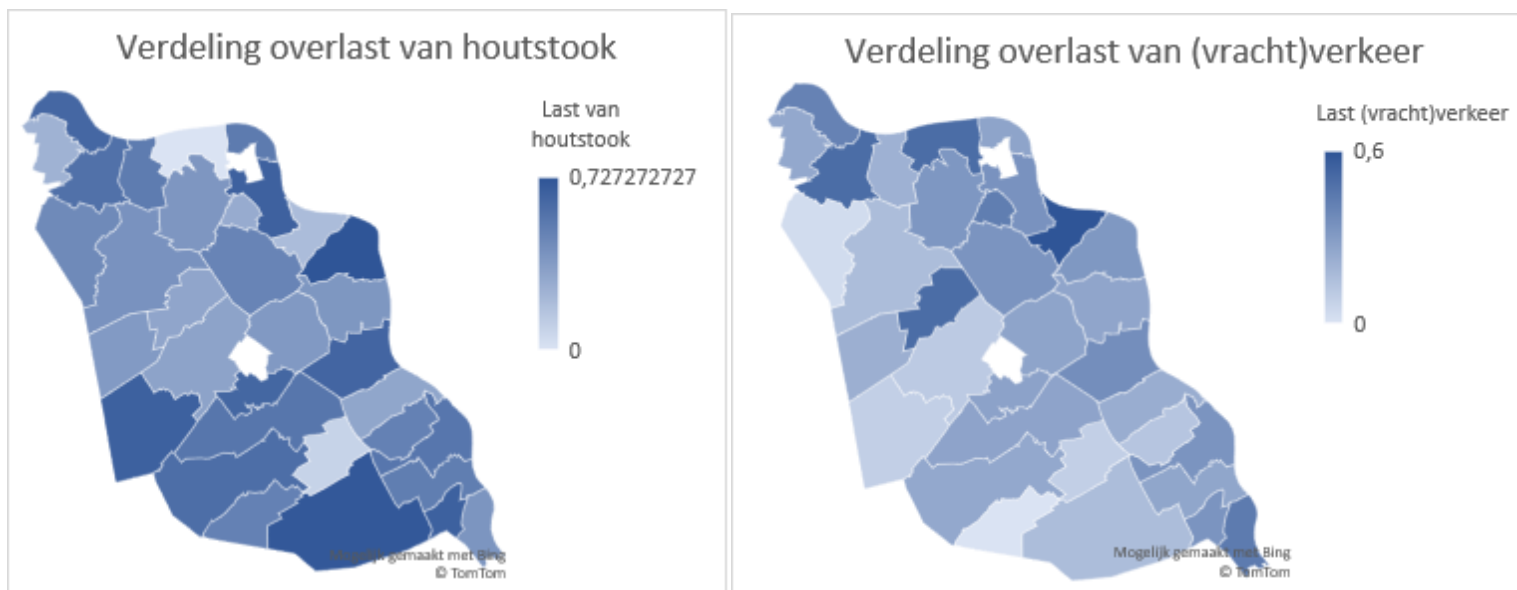 Verdeling overlast van houtstook
Last van
houtstook
0,727272727
0
Mogelijk gemaakt met Bing
© TomTom
Verdeling overlast van (vracht)verkeer
Last (vracht)verkeer
0,6
0
Mogelijk gemaakt met Bing
© TomTom